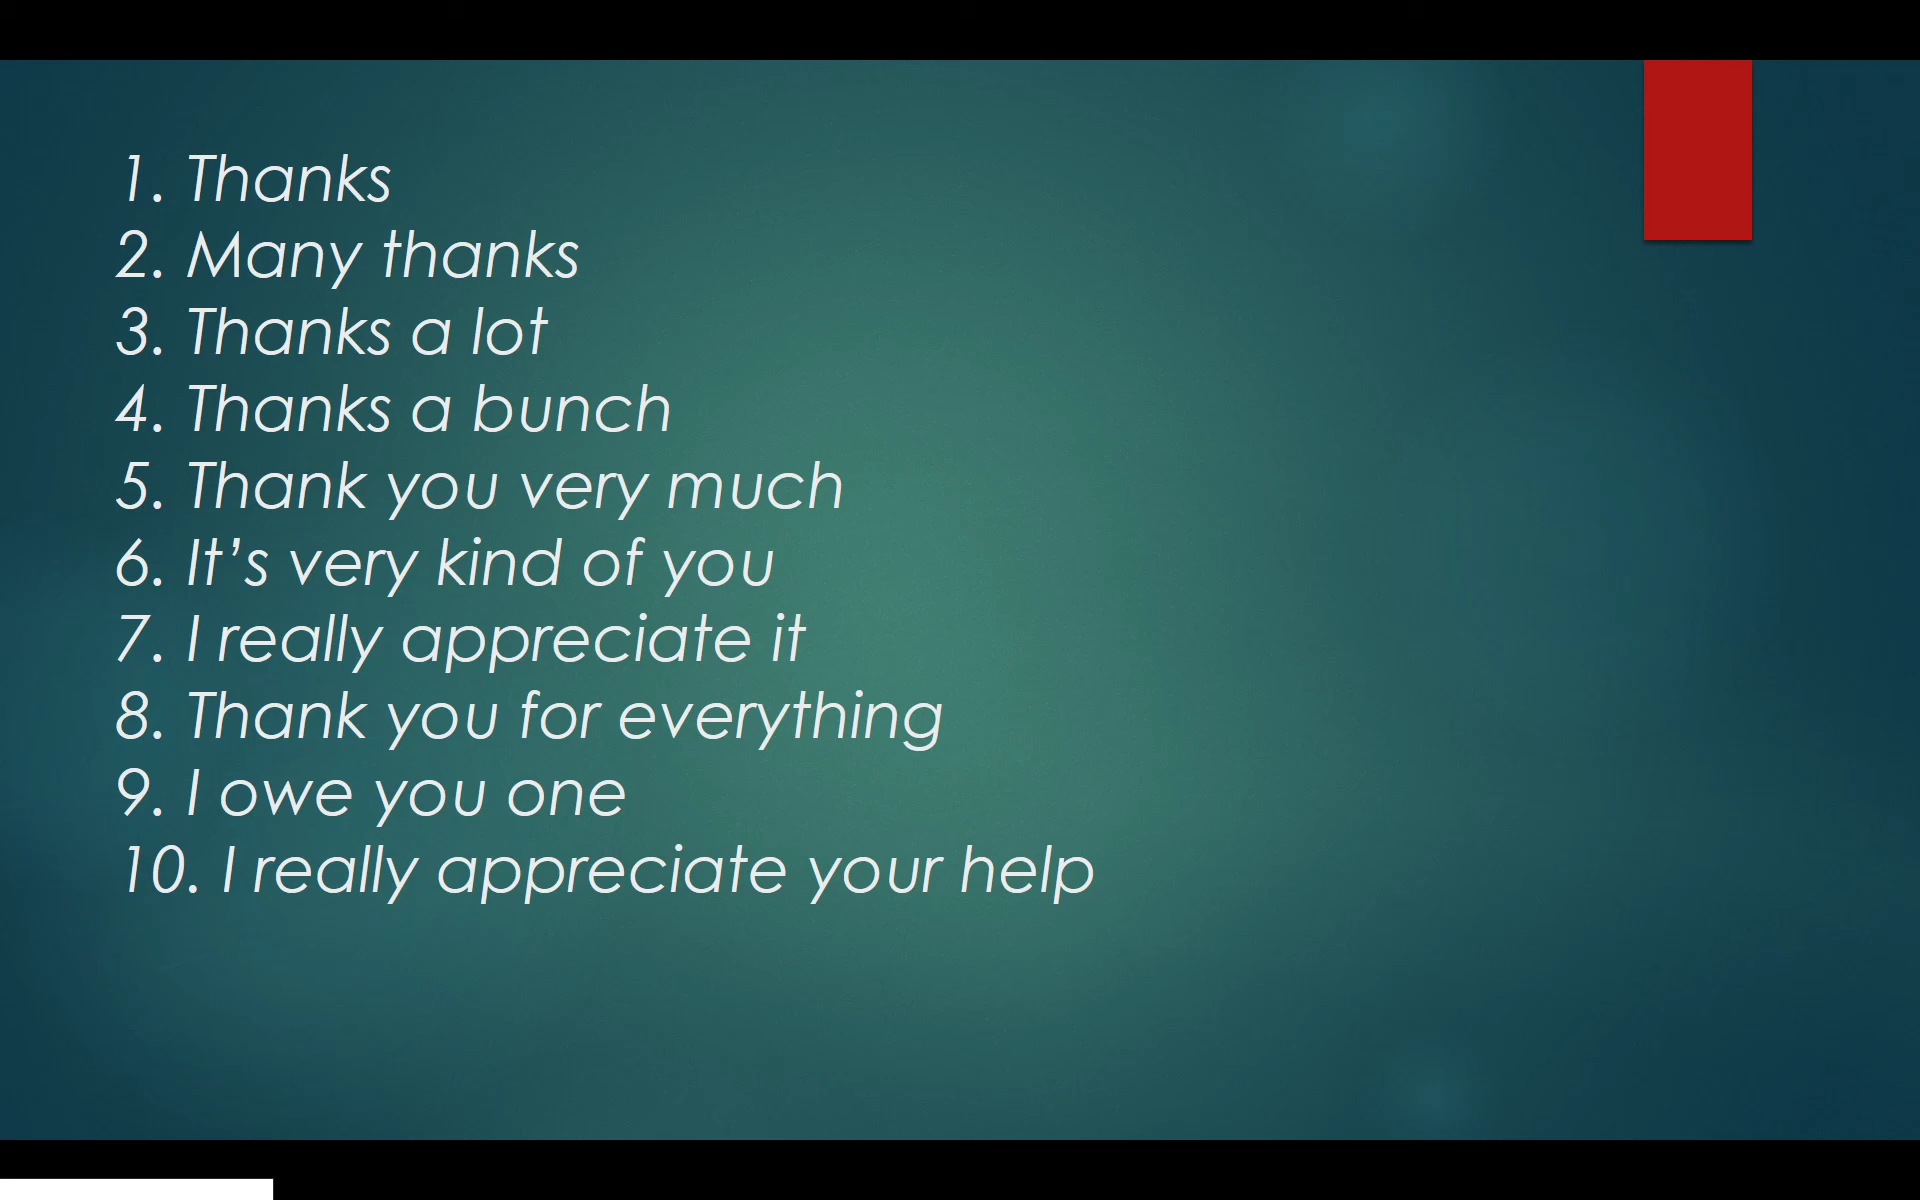 1. Thanks
2. Many thanks
3. Thanks a lot
4. Thanks a bunch
5. Thank you very much
6. It’s very kind of you
7. I really appreciate it
8. Thank you for everything
9. I owe you one
10. I really appreciate your help